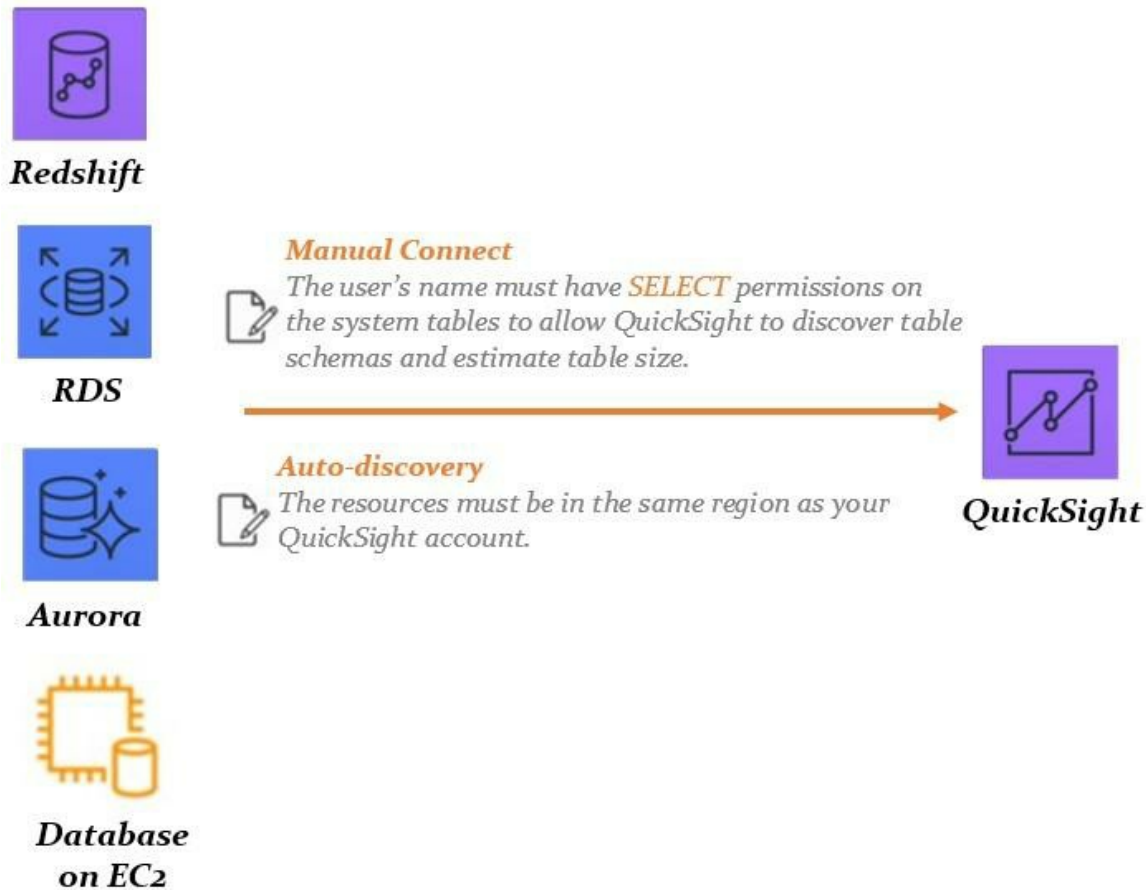 Redshift
RDS
Manual Connect
The user’s name must have SELECT permissions on
the system tables to allow QuickSight to discover table
schemas and estimate table size.
Auto-discovery
The resources must be in the same region as your
QuickSight account.
QuickSight
Aurora
Database
on EC2